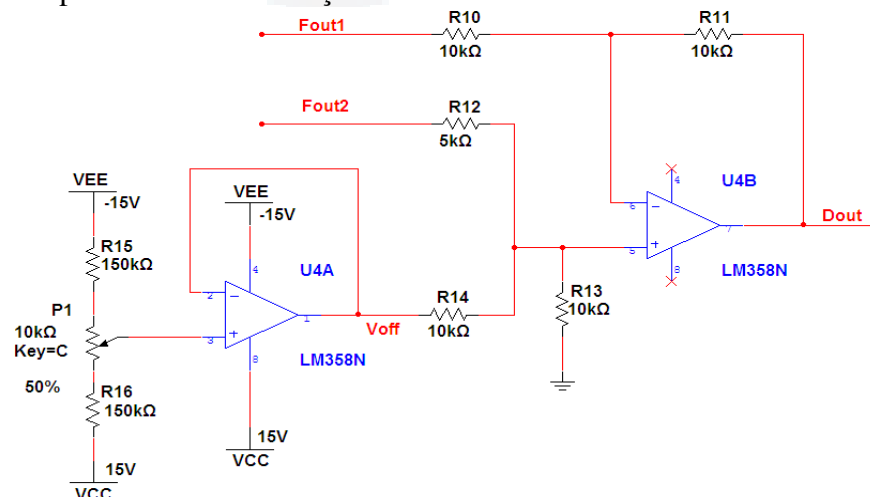 Fout1
R10
10kΩ
R11
10kΩ
Fout2
R12
5kΩ
VEE
-15V
R15
150kΩ
P1
10kΩ
Key=C
50%
R16
150kΩ
15V
VCC
VEE
-15V
4
U4A
2
3
1
8
LM358N
15V
VCC
Voff
R14
10kΩ
R13
10kΩ
4
U4B
6
5
7
8
LM358N
Dout